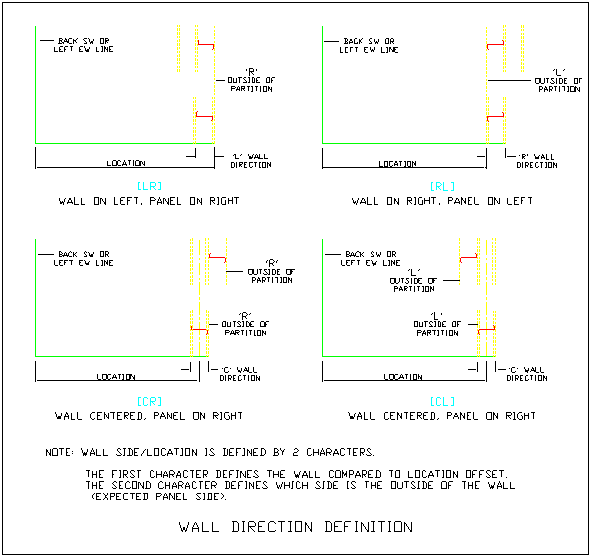 BACK SW OR
LEFT EW LINE
'R'
OUTSIDE OF
PARTITION
LOCATION
'L' WALL
DIRECTION
[LR]
WALL ON LEFT, PANEL ON RIGHT
BACK SW OR
LEFT EW LINE
'L'
OUTSIDE OF
PARTITION
LOCATION
'R' WALL
DIRECTION
[RL]
WALL ON RIGHT, PANEL ON LEFT
BACK SW OR
LEFT EW LINE
'R'
OUTSIDE OF
PARTITION
'R'
OUTSIDE OF
PARTITION
LOCATION
'C' WALL
DIRECTION
[CR]
WALL CENTERED, PANEL ON RIGHT
BACK SW OR
LEFT EW LINE
'L'
OUTSIDE OF
PARTITION
'L'
OUTSIDE OF
PARTITION
LOCATION
'C' WALL
DIRECTION
[CL]
WALL CENTERED, PANEL ON RIGHT
NOTE: WALL SIDE/LOCATION IS DEFINED BY 2 CHARACTERS.
THE FIRST CHARACTER DEFINES THE WALL COMPARED TO LOCATION OFFSET.
THE SECOND CHARACTER DEFINES WHICH SIDE IS THE OUTSIDE OF THE WALL
(EXPECTED PANEL SIDE).
WALL DIRECTION DEFINITION